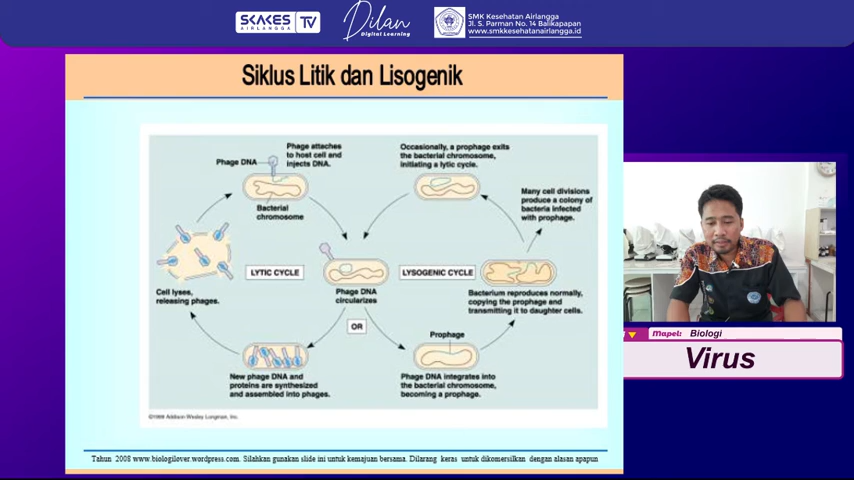 SKAKES
AIRLANGGA
TV
Dilan
Digital Learning
SMK Kesehatan Airlangga
Jl. S. Parman No. 14 Balikapapan
www.smkkesehatanairlangga.id
Siklus Litik dan Lisogenik
Phage DNA
Phage attaches
to host cell and
injects DNA.
Bacterial
chromosome
Occasionally, a prophage exits
the bacterial chromosome,
initiating a lytic cycle.
Many cell divisions
produce a colony of
bacteria infected
with prophage.
LYTIC CYCLE
LYSOGENIC CYCLE
Cell lyses,
releasing phages.
Phage DNA
circularizes
Bacterium reproduces normally,
copying the prophage and
transmitting it to daughter cells.
OR
Prophage
New phage DNA and
proteins are synthesized
and assembled into phages.
Phage DNA integrates into
the bacterial chromosome,
becoming a prophage.
Addison Wesley Longman, Inc.
Tahun 2008 www.biologilover.wordpress.com. Silahkan gunakan slide ini untuk kemajuan bersama. Dilarang keras untuk dikomersilkan dengan alasan apapun
Mapel: Biologi
Virus